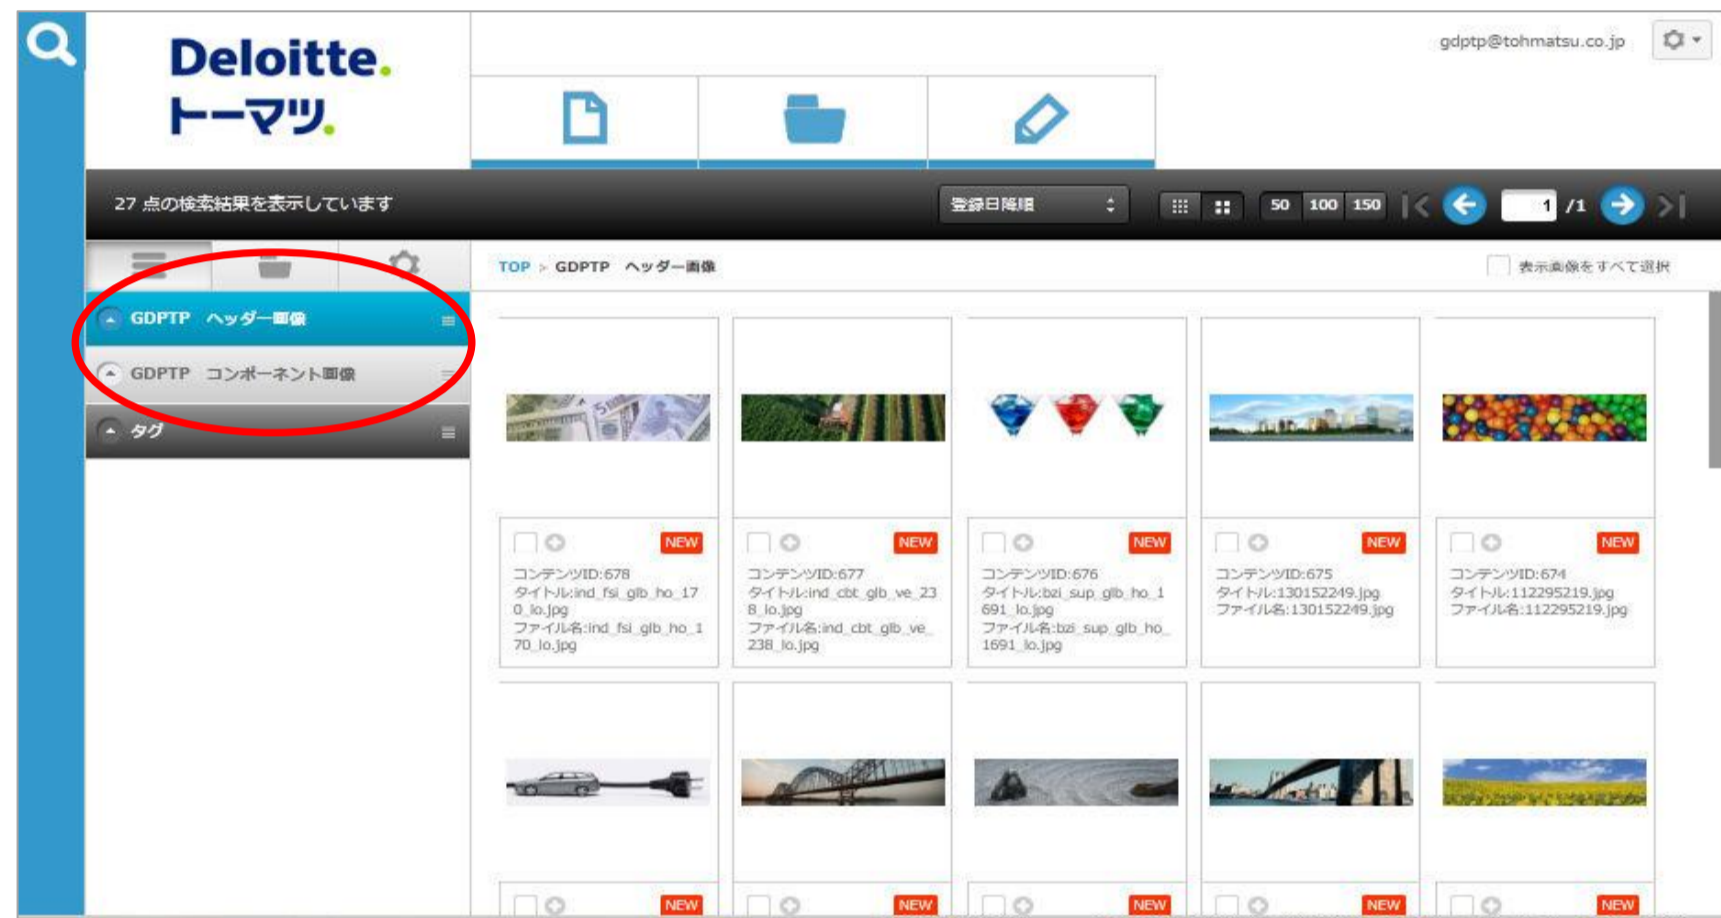 Deloitte.
トーマツ.
gdptp@tohmatsu.co.jp
27 点の検索結果を表示しています
登録日降順
50 100 150
1 /1
TOP > GDPTP ヘッダー画像
表示画像をすべて選択
GDPTP ヘッダー画像
GDPTP コンポーネント画像
タグ
NEW
コンテンツID:678
タイトル:ind_fsi_glb_ho_17
0_lo.jpg
ファイル名:ind_fsi_glb_ho_1
70_lo.jpg
NEW
コンテンツID:677
タイトル:ind_cbt_glb_ve_23
8_lo.jpg
ファイル名:ind_cbt_glb_ve_
238_lo.jpg
NEW
コンテンツID:676
タイトル:bzi_sup_glb_ho_1
691_lo.jpg
ファイル名:bzi_sup_glb_ho_
1691_lo.jpg
NEW
コンテンツID:675
タイトル:130152249.jpg
ファイル名:130152249.jpg
NEW
コンテンツID:674
タイトル:112295219.jpg
ファイル名:112295219.jpg
NEW
NEW
NEW
NEW
NEW